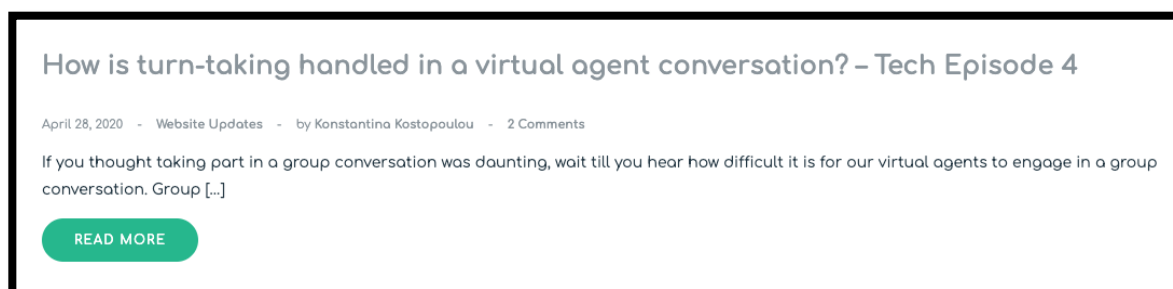 How is turn-taking handled in a virtual agent conversation? – Tech Episode 4
April 28, 2020 - Website Updates - by Konstantina Kostopoulou - 2 Comments
If you thought taking part in a group conversation was daunting, wait till you hear how difficult it is for our virtual agents to engage in a group
conversation. Group [...]
READ MORE